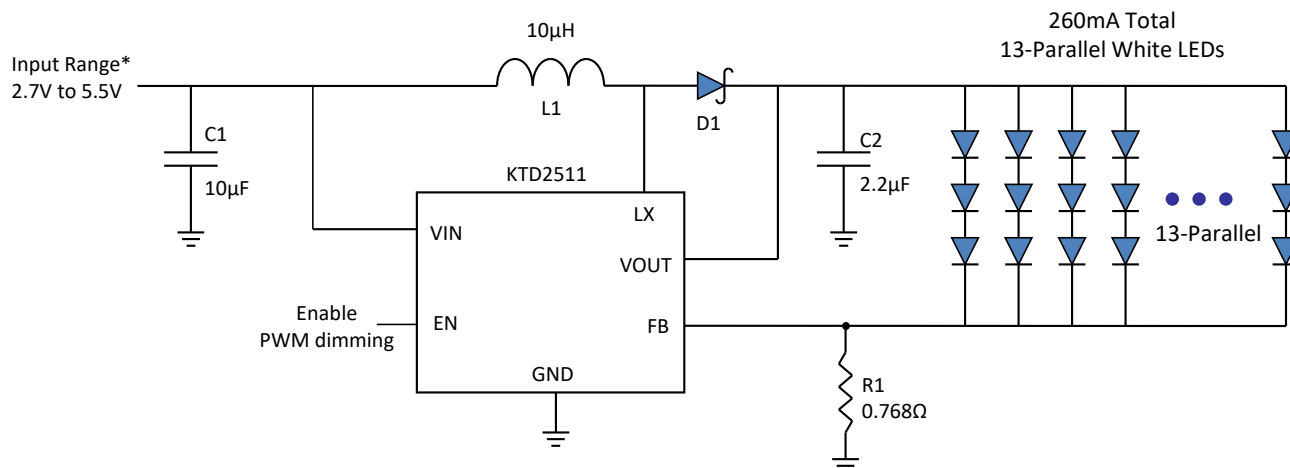 260mA Total
13-Parallel White LEDs
10µH
Input Range*
2.7V to 5.5V
L1
D1
C1
10µF
C2
2.2µF
KTD2511
LX
VIN
VOUT
13-Parallel
Enable
PWM dimming
EN
FB
GND
R1
0.768Ω